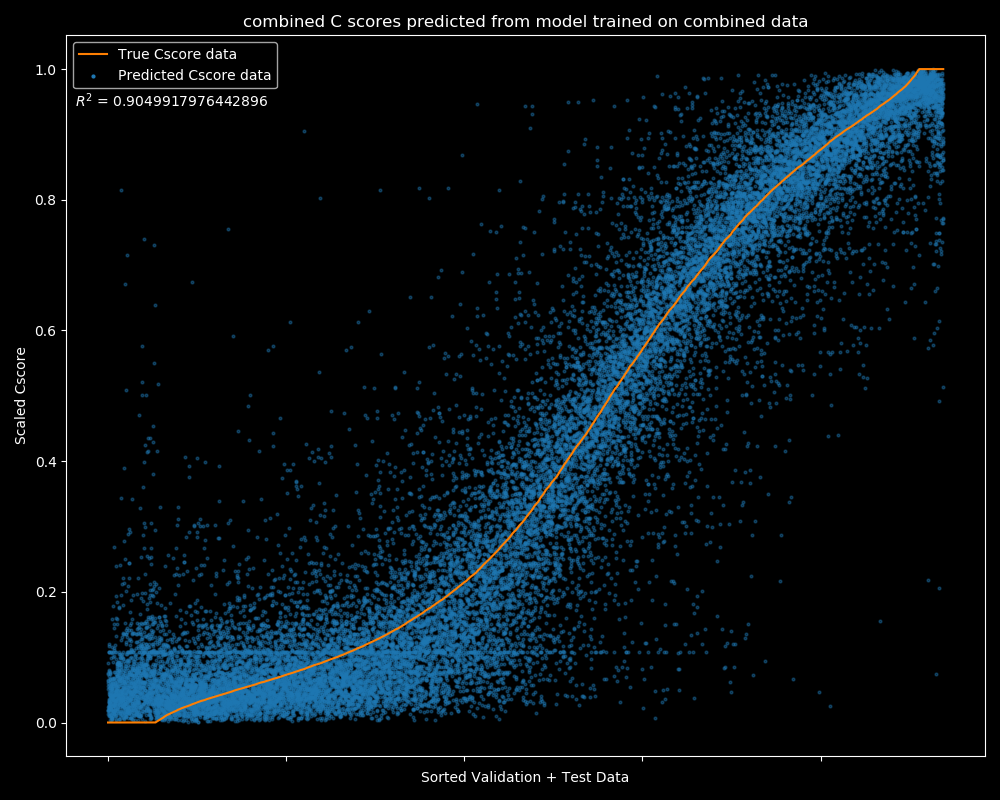 combined C scores predicted from model trained on combined data
True Cscore data
Predicted Cscore data
R² = 0.9049917976442896
1.0
0.8
0.6
0.4
0.2
0.0
Scaled Cscore
Sorted Validation + Test Data